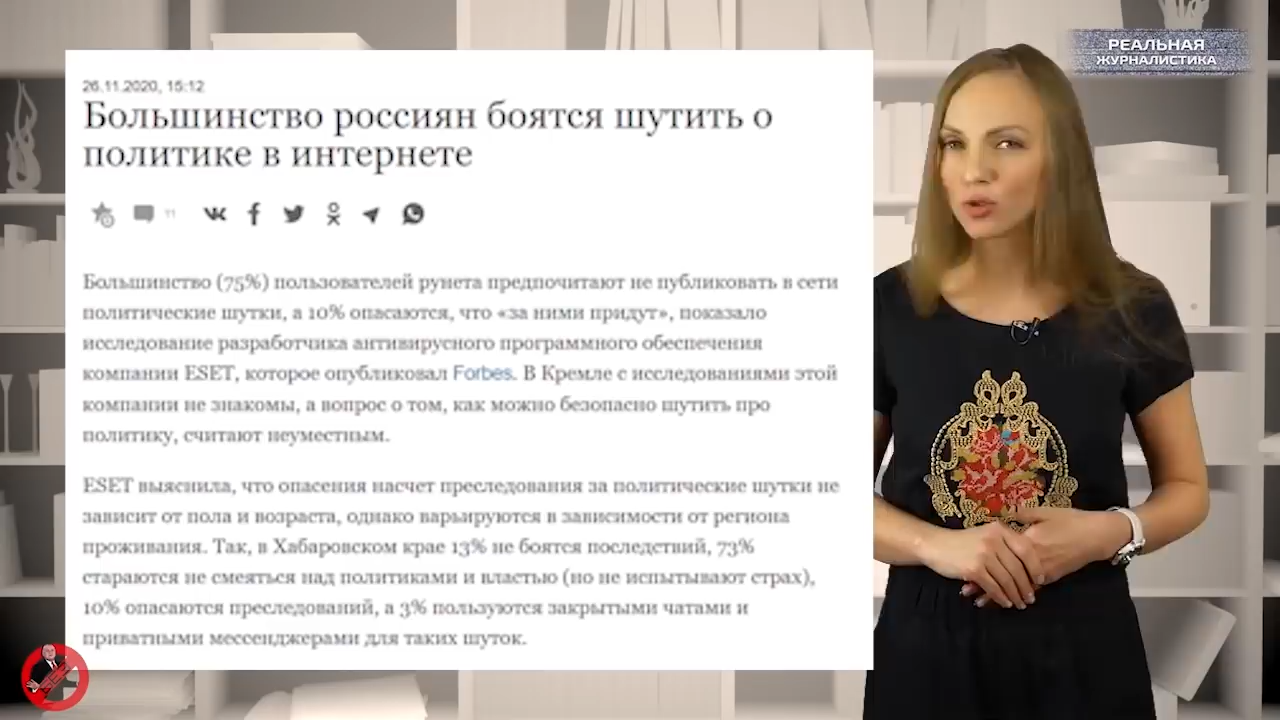 РЕАЛЬНАЯ
ЖУРНАЛИСТИКА
26.11.2020, 15:12
Большинство россиян боятся шутить о
политике в интернете
11
Большинство (75%) пользователей рунета предпочитают не публиковать в сети
политические шутки, а 10% опасаются, что «за ними придут», показало
исследование разработчика антивирусного программного обеспечения
компании ESET, которое опубликовал Forbes. В Кремле с исследованиями этой
компании не знакомы, а вопрос о том, как можно безопасно шутить про
политику, считают неуместным.
ESET выяснила, что опасения насчет преследования за политические шутки не
зависит от пола и возраста, однако варьируются в зависимости от региона
проживания. Так, в Хабаровском крае 13% не боятся последствий, 73%
стараются не смеяться над политиками и властью (но не испытывают страх),
10% опасаются преследований, а 3% пользуются закрытыми чатами и
приватными мессенджерами для таких шуток.